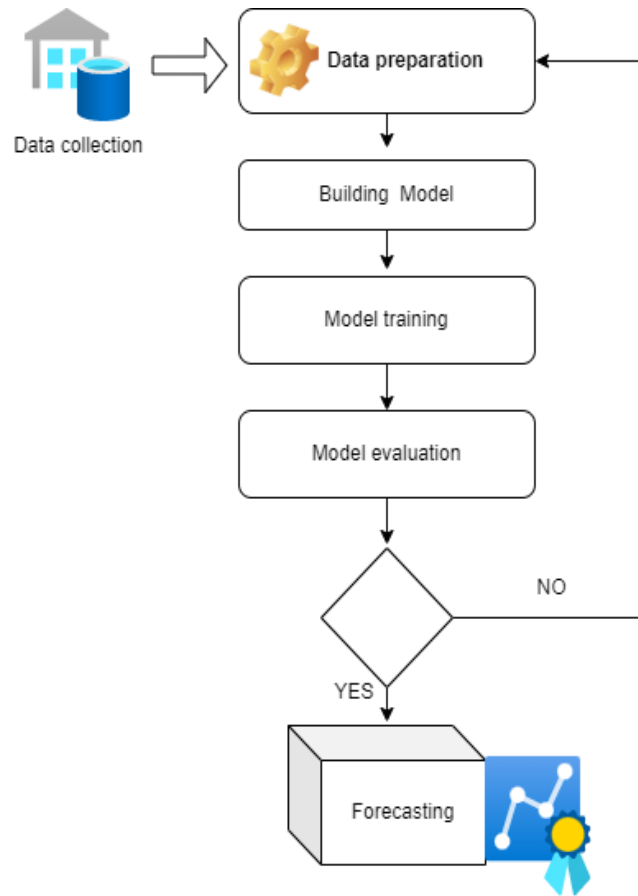 Data preparation
Data collection
Building Model
Model training
Model evaluation
NO
YES
Forecasting